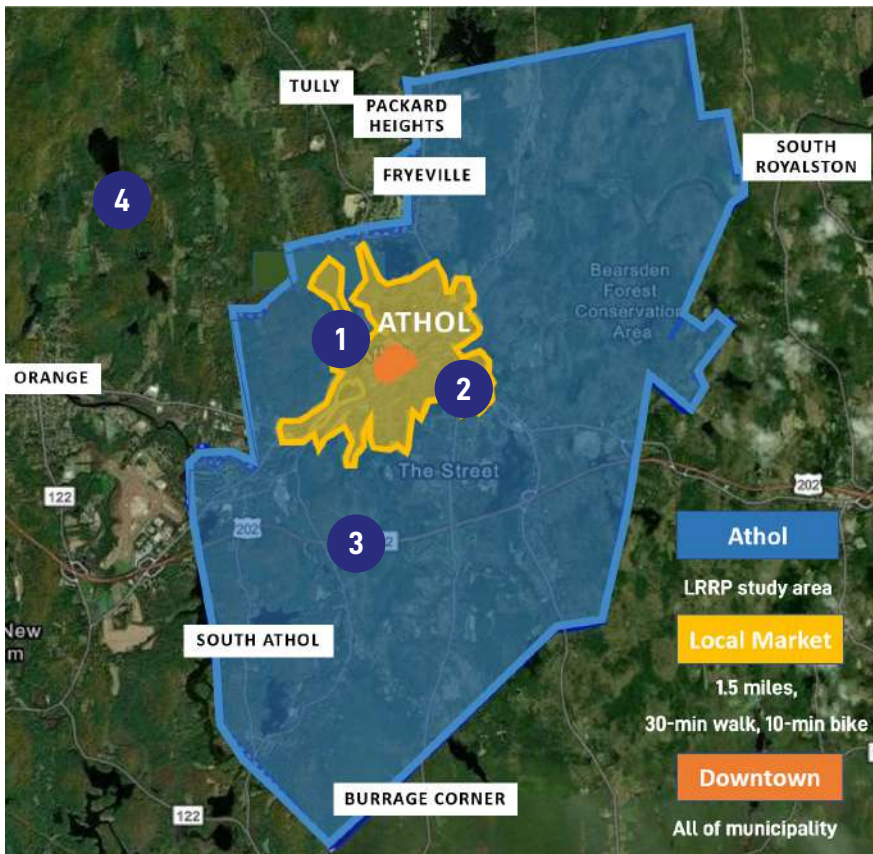 TULLY
PACKARD
HEIGHTS
SOUTH
ROYALSTON
FRYEVILLE
4
Bearsden
Forest
Conservation
Area
ATHOL
1
ORANGE
2
The Street
122
202
202
3
2
Athol
LRRP study area
Local Market
1.5 miles,
30-min walk, 10-min bike
SOUTH ATHOL
New
m
Downtown
All of municipality
BURRAGE CORNER
122